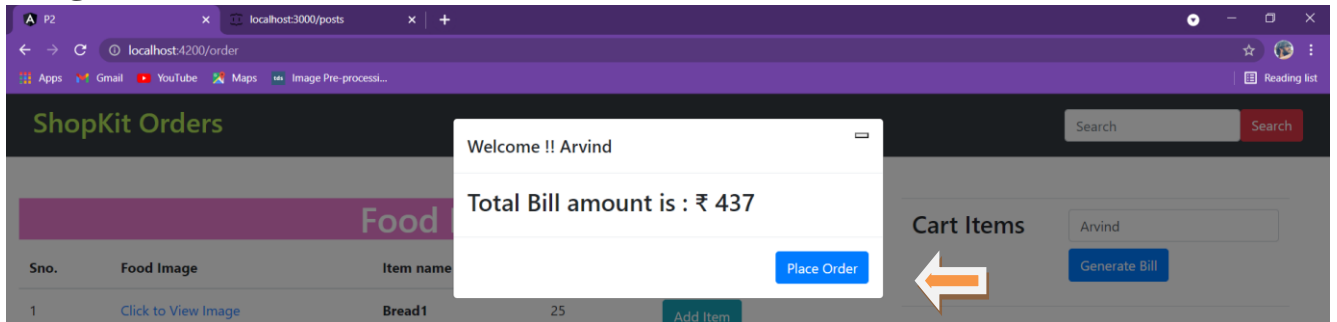 P2
localhost:3000/posts
localhost:4200/order
Apps Gmail YouTube Maps Image Pre-processi... Reading list
ShopKit Orders
Search Search
Welcome !! Arvind
Total Bill amount is : ₹ 437
Place Order
Food
Cart Items Arvind
Generate Bill
Sno. Food Image Item name
1 Click to View Image Bread1 25 Add Item